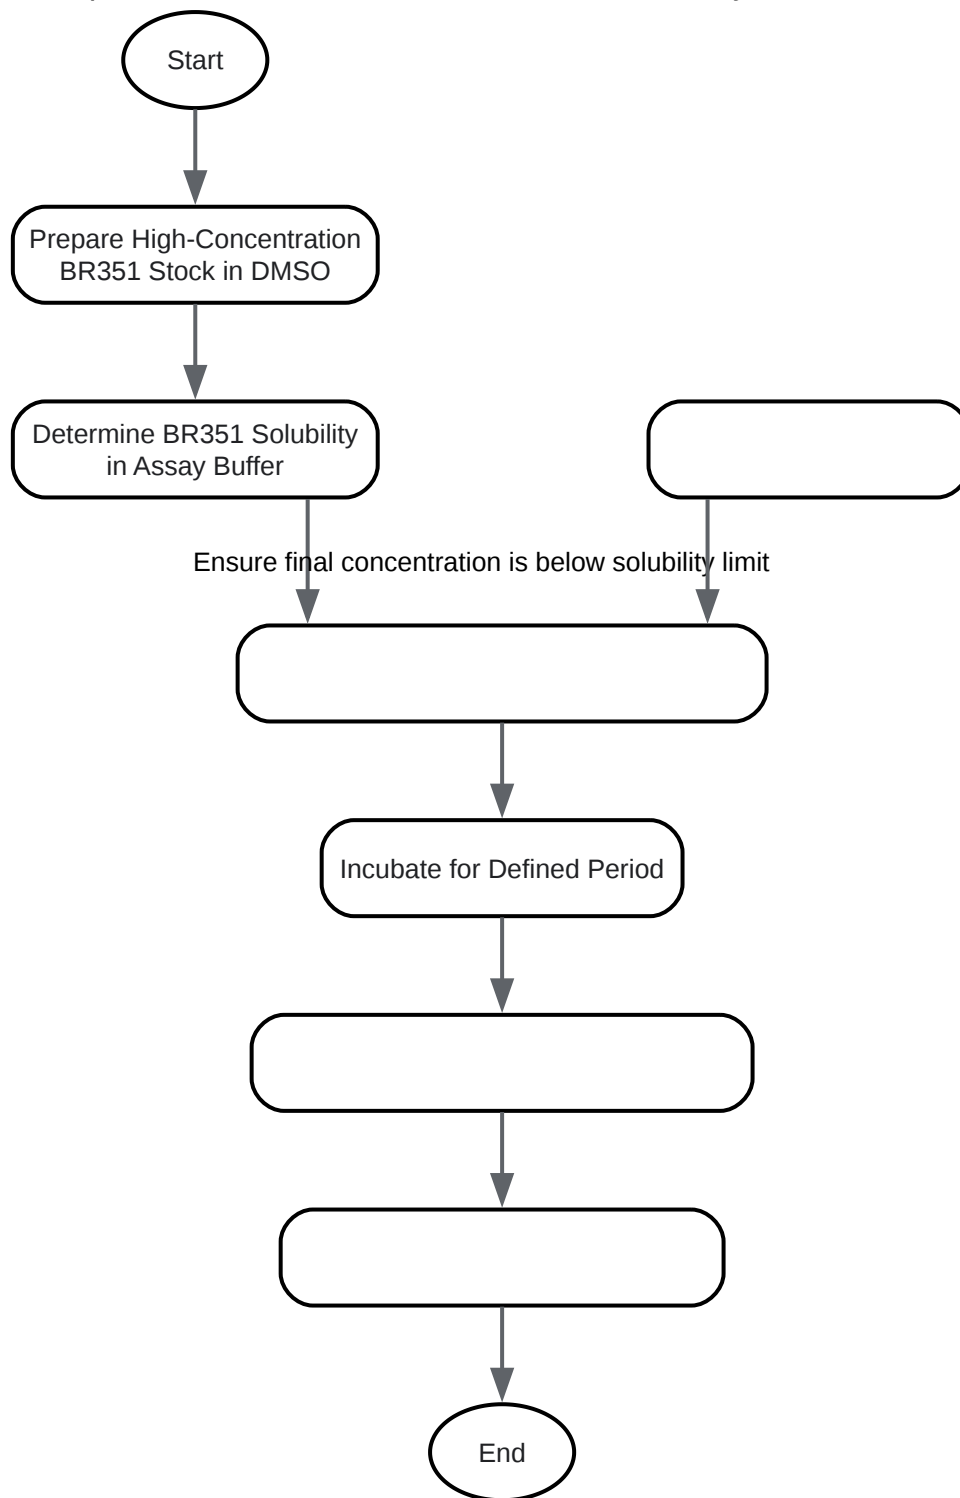 Start
Prepare High-Concentration
BR351 Stock in DMSO
Determine BR351 Solubility
in Assay Buffer
Ensure final concentration is below solubility limit
Incubate for Defined Period
End